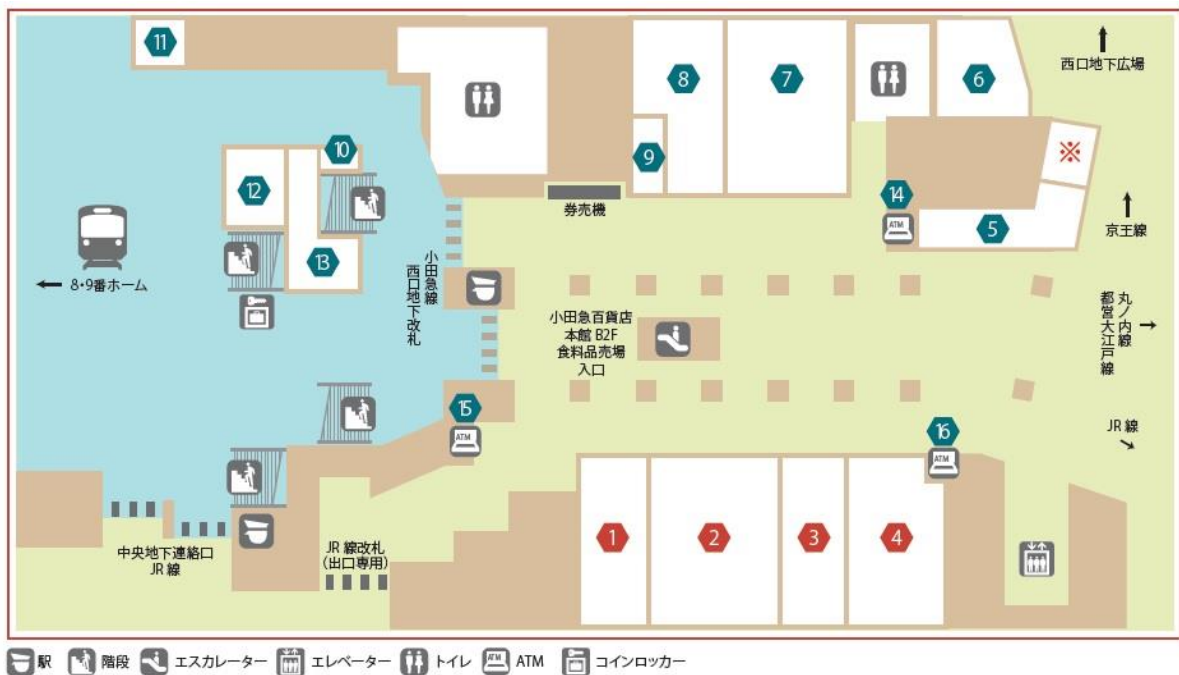 11
8
7
6
西口地下広場
※
10
9
12
券売機
14
ATM
5
京王線
13
小田急線
西口地下改札
8・9番ホーム
小田急百貨店
本館 B2F
食料品売場
入口
丸ノ内線
都営大江戸線
15
ATM
16
ATM
JR 線
1
2
3
4
中央地下連絡口
JR 線
JR 線改札
(出口専用)
駅 階段 エスカレーター エレベーター トイレ ATM ATM コインロッカー